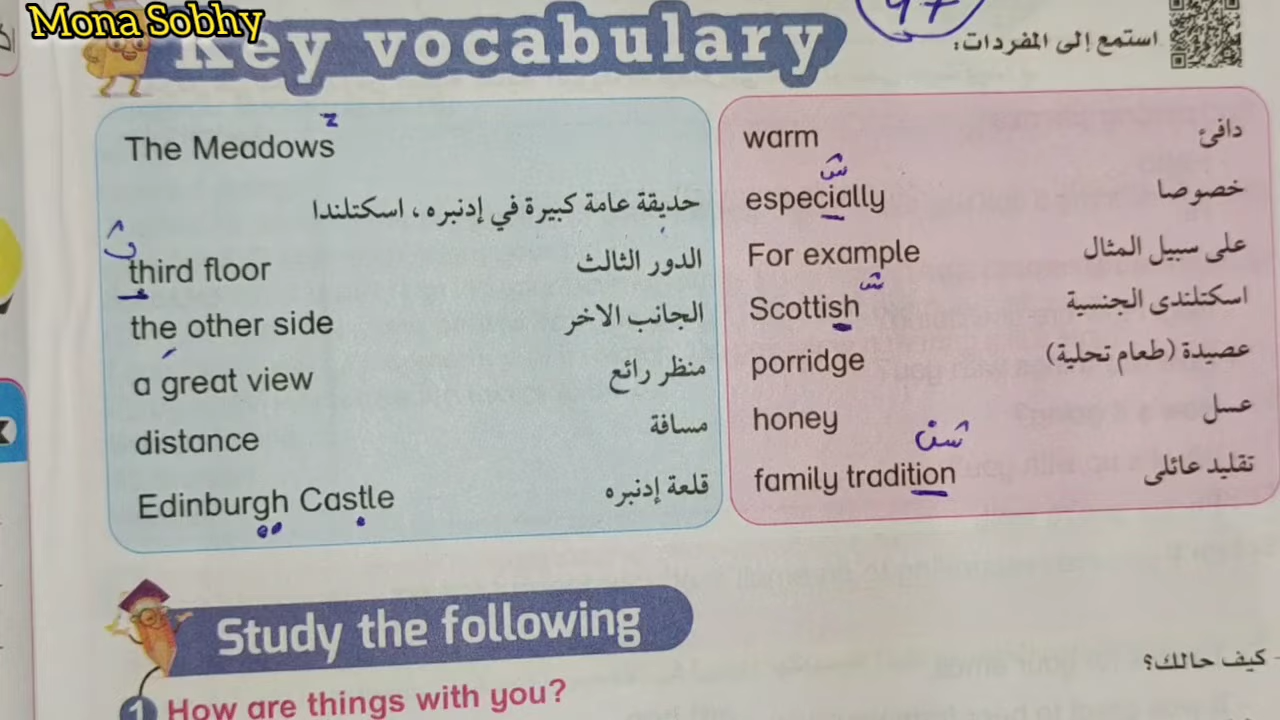 Mona Sobhy
Key vocabulary
استمع إلى المفردات:
The Meadows
z
حديقة عامة كبيرة في إدنبره ، اسكتلندا
ث
third floor الدور الثالث
the other side الجانب الاخر
a great view منظر رائع
distance مسافة
Edinburgh Castle قلعة إدنبره
warm دافئ
ش
especially خصوصا
For example على سبيل المثال
ش
Scottish اسكتلندى الجنسية
porridge عصيدة (طعام تحلية)
honey عسل
شن
family tradition تقليد عائلى
Study the following
1 How are things with you?
- كيف حالك؟